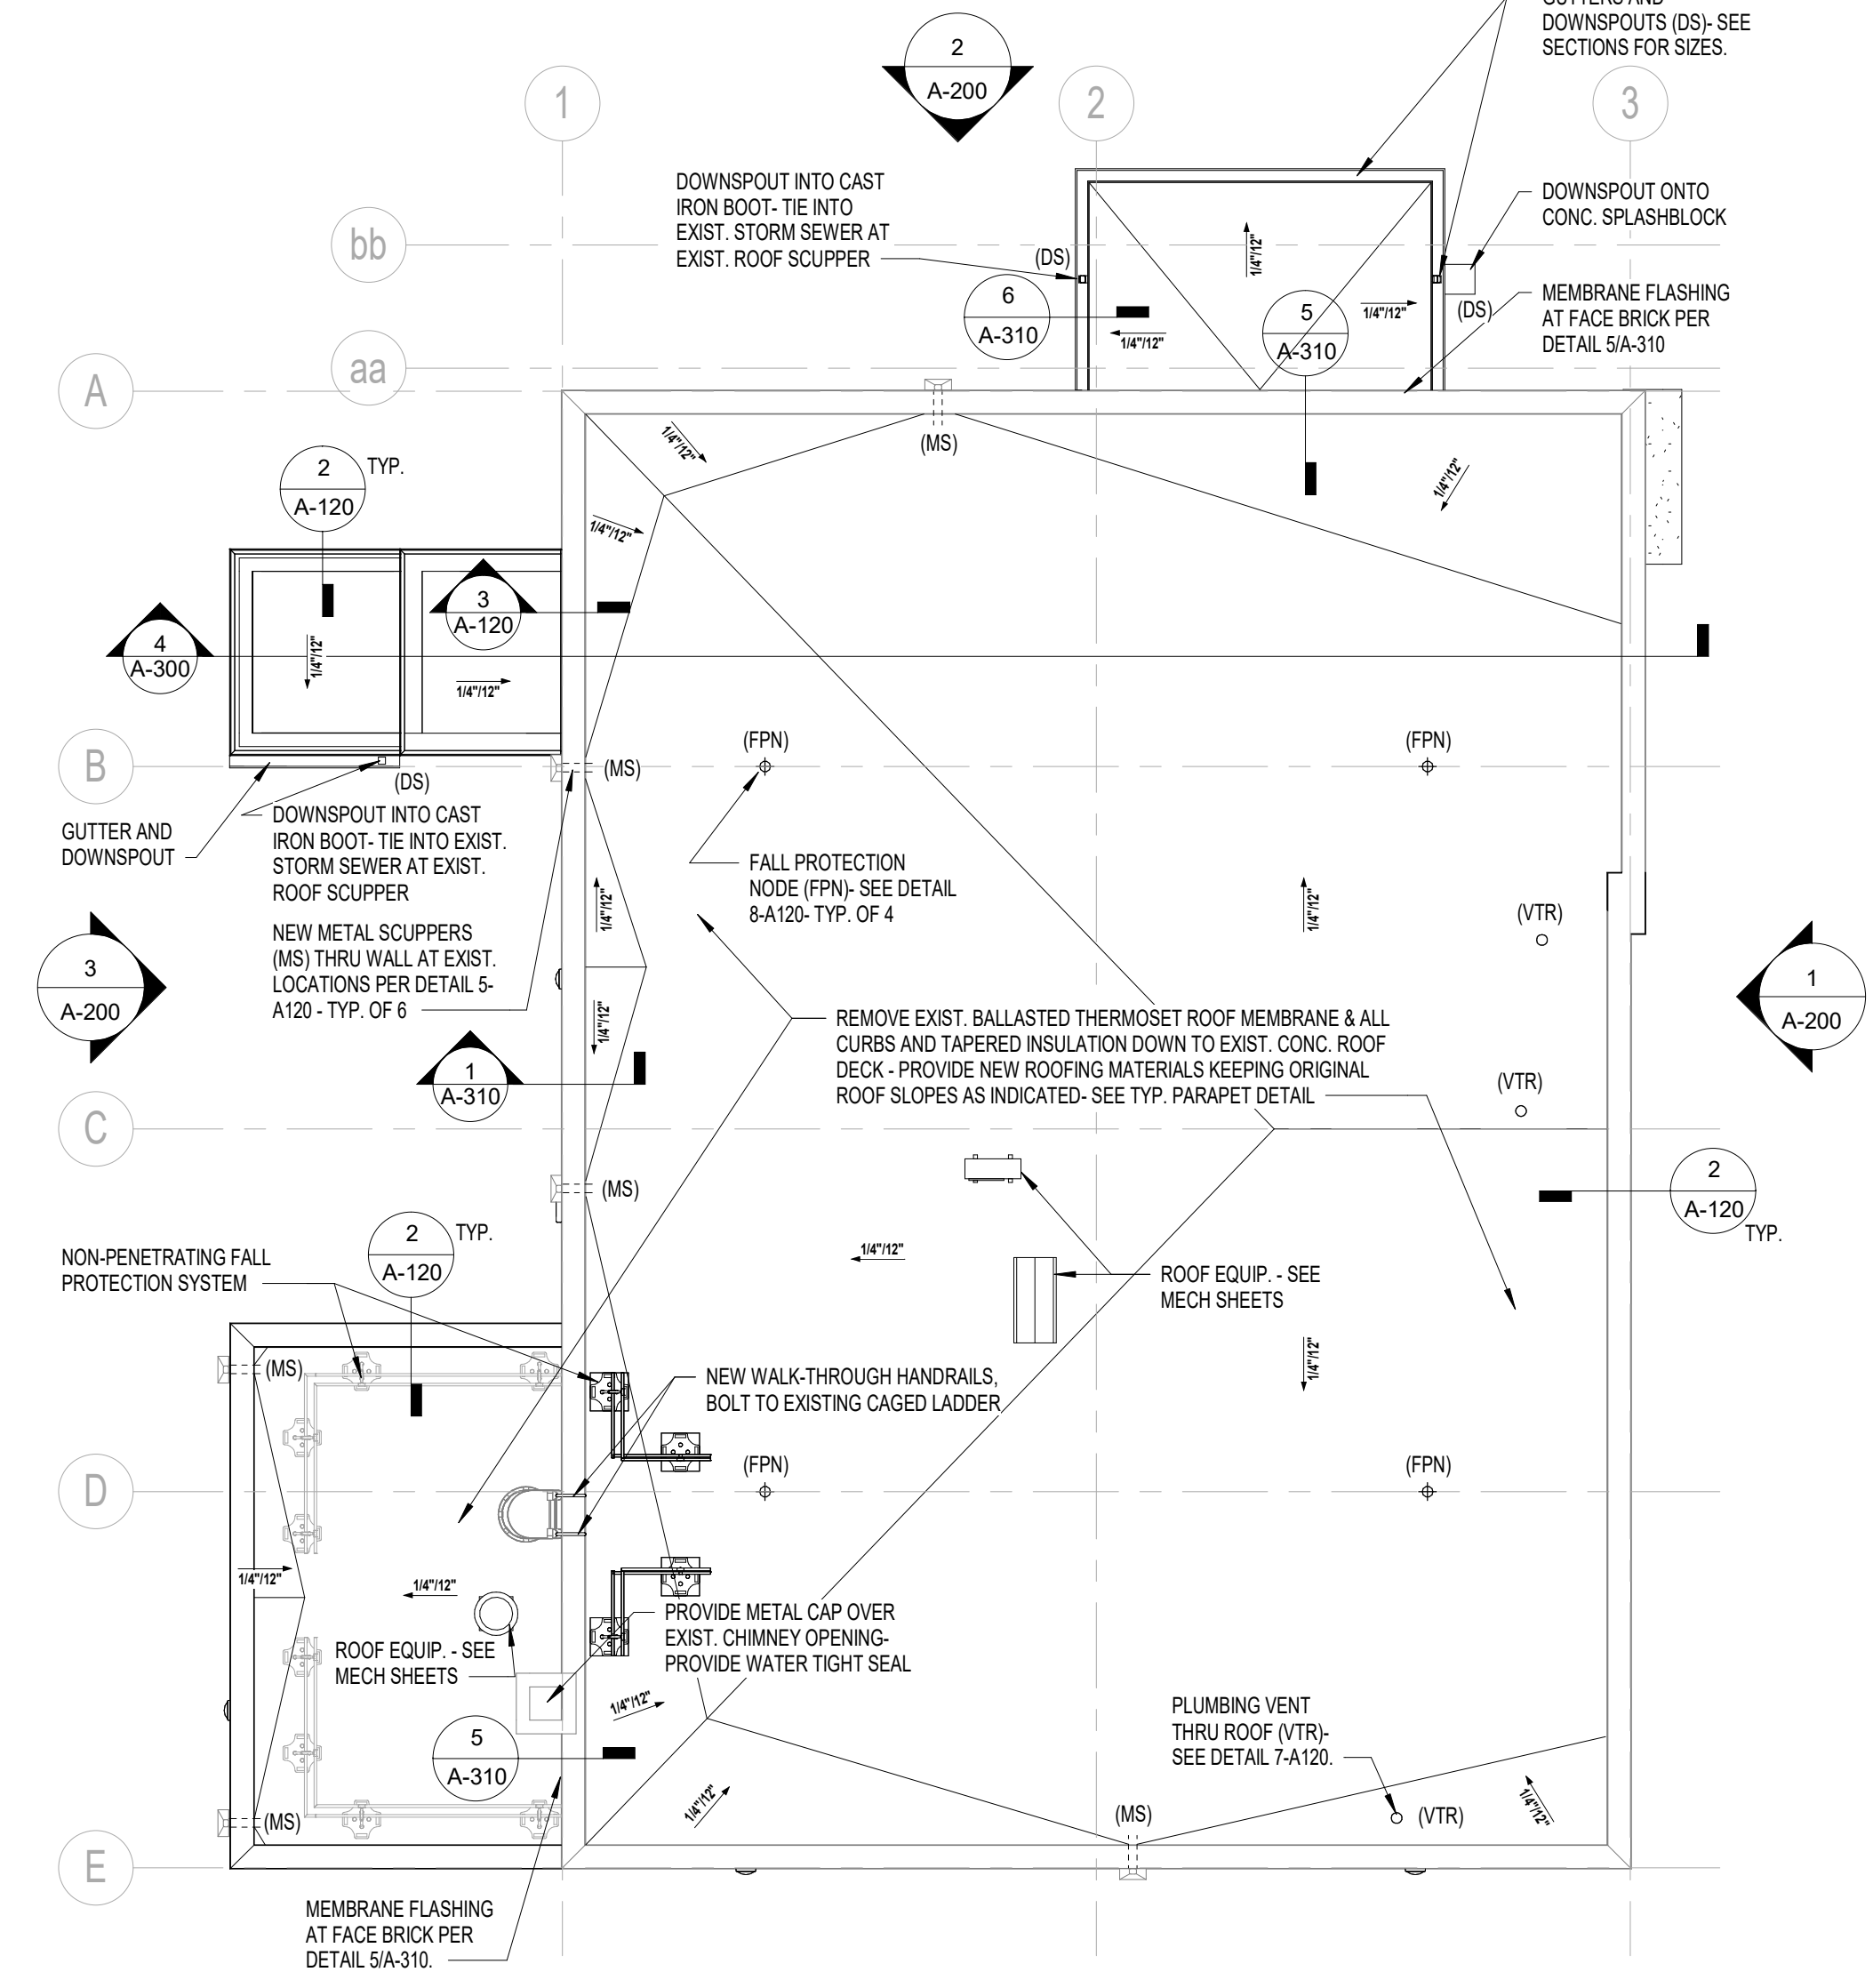 GUTTERS AND
DOWNSPOUTS (DS)- SEE
SECTIONS FOR SIZES.
2
A-200
1
2
3
DOWNSPOUT INTO CAST
IRON BOOT- TIE INTO
EXIST. STORM SEWER AT
EXIST. ROOF SCUPPER
DOWNSPOUT ONTO
CONC. SPLASHBLOCK
bb
1/4"/12"
(DS)
6
A-310
1/4"/12"
5
A-310
1/4"/12"
(DS)
MEMBRANE FLASHING
AT FACE BRICK PER
DETAIL 5/A-310
aa
A
1/4"/12"
(MS)
2
A-120
TYP.
1/4"/12"
1/4"/12"
3
A-120
4
A-300
1/4"/12"
1/4"/12"
B
(DS)
(MS)
(FPN)
(FPN)
GUTTER AND
DOWNSPOUT
DOWNSPOUT INTO CAST
IRON BOOT- TIE INTO EXIST.
STORM SEWER AT EXIST.
ROOF SCUPPER
FALL PROTECTION
NODE (FPN)- SEE DETAIL
8-A120- TYP. OF 4
1/4"/12"
1/4"/12"
(VTR)
NEW METAL SCUPPERS
(MS) THRU WALL AT EXIST.
LOCATIONS PER DETAIL 5-
A120 - TYP. OF 6
3
A-200
1
A-200
1/4"/12"
REMOVE EXIST. BALLASTED THERMOSET ROOF MEMBRANE & ALL
CURBS AND TAPERED INSULATION DOWN TO EXIST. CONC. ROOF
DECK - PROVIDE NEW ROOFING MATERIALS KEEPING ORIGINAL
ROOF SLOPES AS INDICATED- SEE TYP. PARAPET DETAIL
1
A-310
(VTR)
C
(MS)
2
A-120
TYP.
2
A-120
TYP.
NON-PENETRATING FALL
PROTECTION SYSTEM
1/4"/12"
ROOF EQUIP. - SEE
MECH SHEETS
1/4"/12"
(MS)
NEW WALK-THROUGH HANDRAILS,
BOLT TO EXISTING CAGED LADDER
D
(FPN)
(FPN)
1/4"/12"
1/4"/12"
PROVIDE METAL CAP OVER
EXIST. CHIMNEY OPENING-
PROVIDE WATER TIGHT SEAL
ROOF EQUIP. - SEE
MECH SHEETS
1/4"/12"
5
A-310
PLUMBING VENT
THRU ROOF (VTR)-
SEE DETAIL 7-A120.
1/4"/12"
1/4"/12"
(MS)
(MS)
(VTR)
E
MEMBRANE FLASHING
AT FACE BRICK PER
DETAIL 5/A-310.